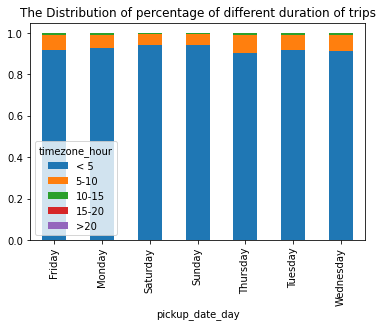 The Distribution of percentage of different duration of trips
1.0
0.8
0.6
0.4
0.2
0.0
timezone_hour
< 5
5-10
10-15
15-20
>20
Friday
Monday
Saturday
Sunday
Thursday
Tuesday
Wednesday
pickup_date_day